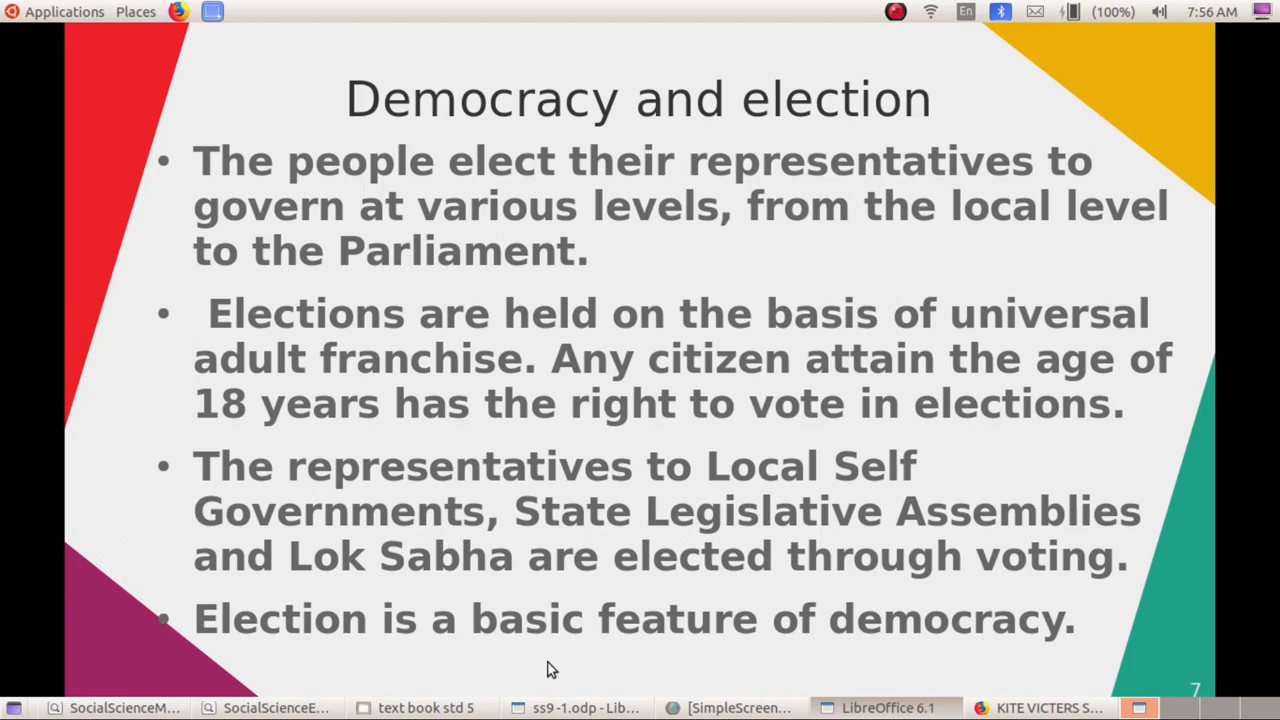 Applications Places En (100%) 7:56 AM
Democracy and election
• The people elect their representatives to
govern at various levels, from the local level
to the Parliament.
• Elections are held on the basis of universal
adult franchise. Any citizen attain the age of
18 years has the right to vote in elections.
• The representatives to Local Self
Governments, State Legislative Assemblies
and Lok Sabha are elected through voting.
• Election is a basic feature of democracy.
7
SocialScienceM... SocialScienceE... text book std 5 ss9-1.odp - Lib... [SimpleScreen... LibreOffice 6.1 KITE VICTERS S...